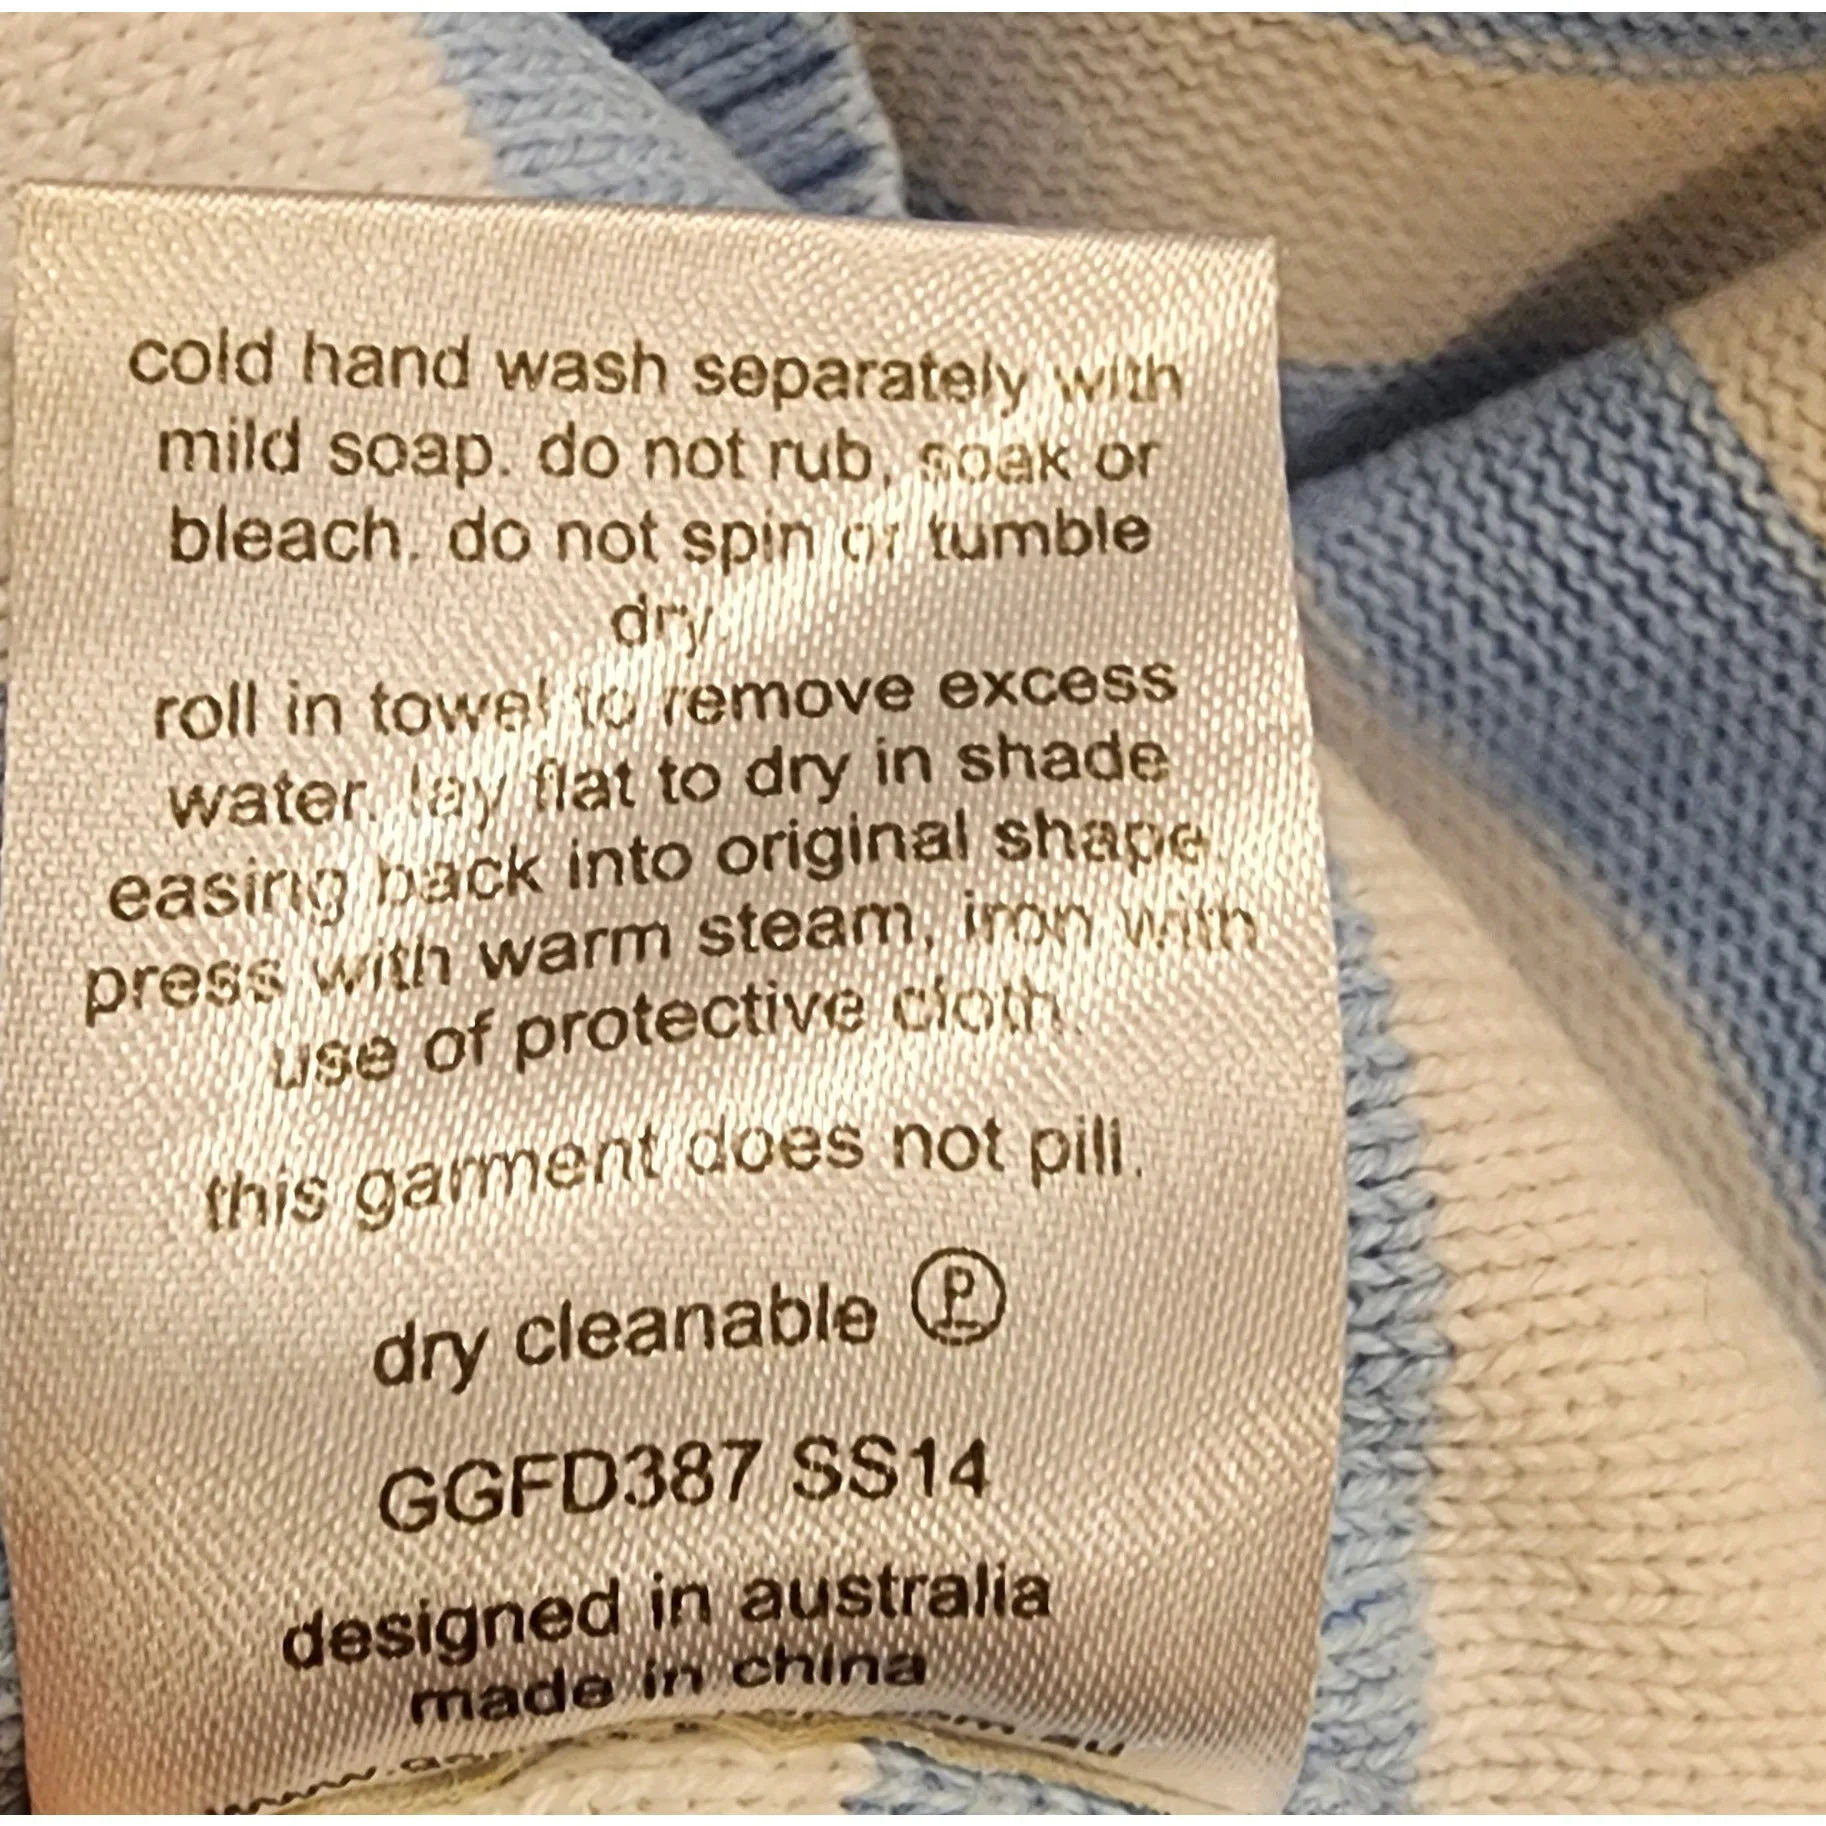 cold hand wash separately with
mild soap. do not rub, soak or
bleach. do not spin or tumble
dry.
roll in towel to remove excess
water. lay flat to dry in shade
easing back into original shape.
press with warm steam, iron with
use of protective cloth.
this garment does not pill.
dry cleanable Ⓟ
GGFD387 SS14
designed in australia
made in china